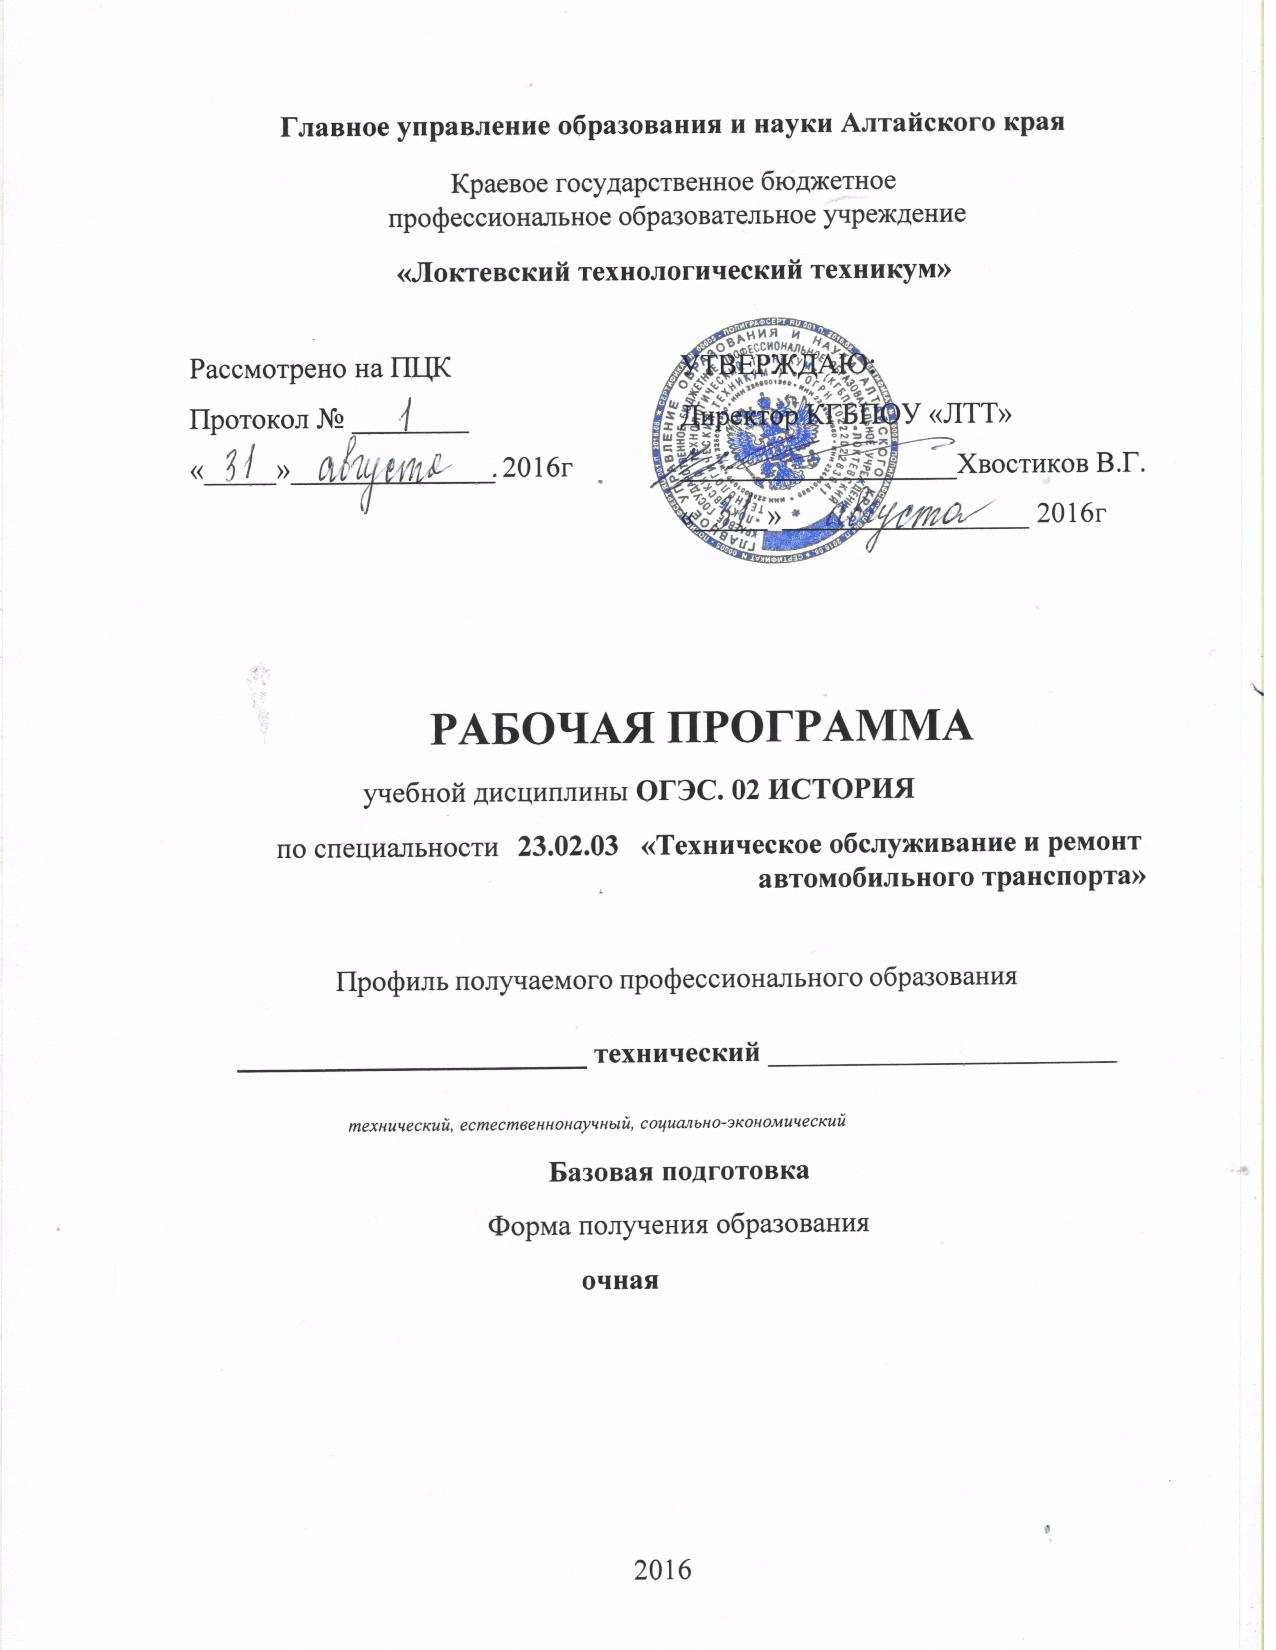 Главное управление образования и науки Алтайского края
Краевое государственное бюджетное
профессиональное образовательное учреждение
«Локтевский технологический техникум»
Рассмотрено на ПЦК
Протокол № 1
«31» августа. 2016г
УТВЕРЖДАЮ:
Директор КГБПОУ «ЛТТ»
Хвостиков В.Г.
» августа 2016г
РАБОЧАЯ ПРОГРАММА
учебной дисциплины ОГЭС. 02 ИСТОРИЯ
по специальности 23.02.03 «Техническое обслуживание и ремонт
автомобильного транспорта»
Профиль получаемого профессионального образования
технический
технический, естественнонаучный, социально-экономический
Базовая подготовка
Форма получения образования
очная
2016